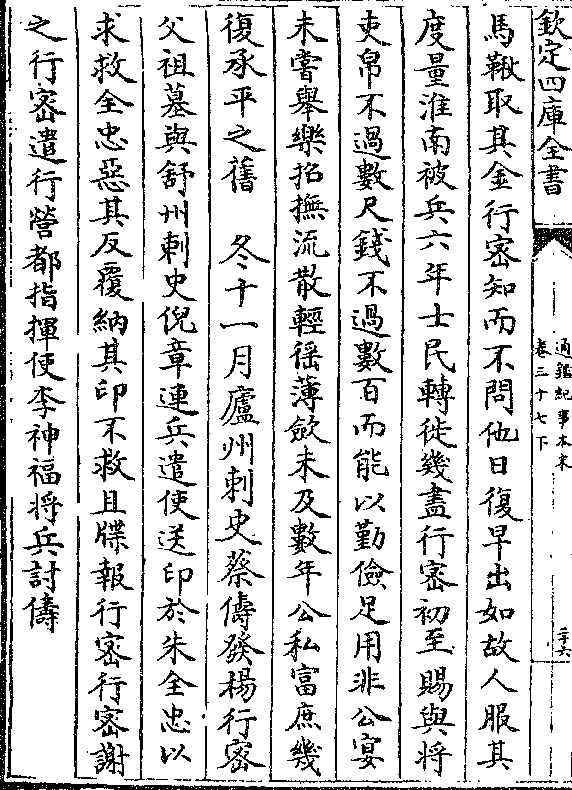 欽定四庫全書
通鑑紀事本末
卷三十七下
二十六
馬鞦取其金行密知而不問他日復早出如故人服其
度量淮南被兵六年士民轉徙幾盡行密初至賜與將
吏帛不過數尺錢不過數百而能以勤儉足用非公宴
未嘗舉樂招撫流散輕徭薄斂未及數年公私富庶幾
復承平之舊 冬十一月廬州刺史蔡儔發楊行密
父祖墓與舒州刺史倪章連兵遣使送印於朱全忠以
求救全忠惡其反覆納其印不救且牒報行密行密謝
之行密遣行營都指揮使李神福將兵討儔